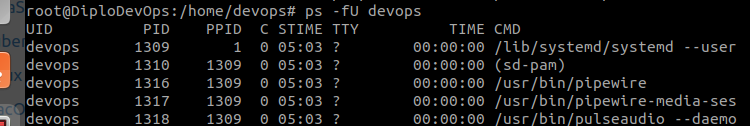 root@DiploDevOps:/home/devops# ps -fU devops
UID PID PPID C STIME TTY TIME CMD
devops 1309 1 0 05:03 ? 00:00:00 /lib/systemd/systemd --user
devops 1310 1309 0 05:03 ? 00:00:00 (sd-pam)
devops 1316 1309 0 05:03 ? 00:00:00 /usr/bin/pipewire
devops 1317 1309 0 05:03 ? 00:00:00 /usr/bin/pipewire-media-ses
devops 1318 1309 0 05:03 ? 00:00:00 /usr/bin/pulseaudio --daemo